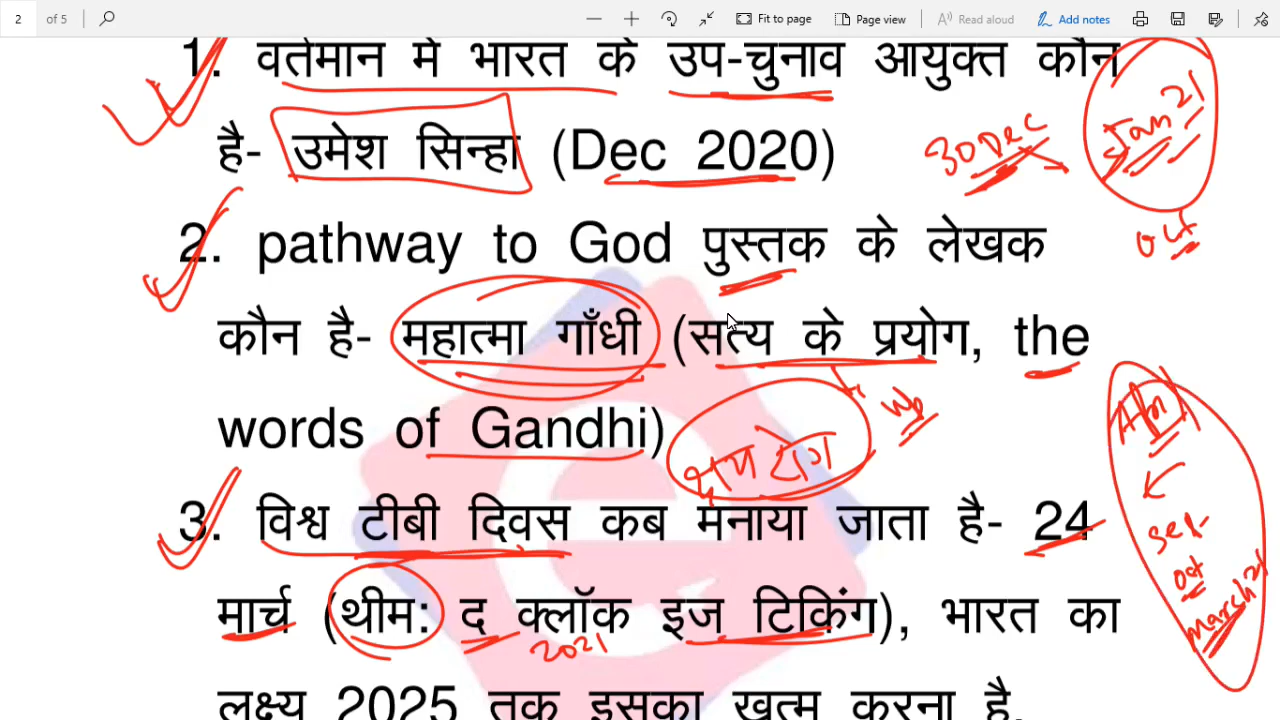 2 of 5 Fit to page Page view Read aloud Add notes
1. वर्तमान में भारत के उप-चुनाव आयुक्त कौन
है- उमेश सिन्हा (Dec 2020) 30 Dec Jan 21
out
2. pathway to God पुस्तक के लेखक
कौन है- महात्मा गाँधी (सत्य के प्रयोग, the
words of Gandhi)
3. विश्व टीबी दिवस कब मनाया जाता है- 24
Sep
oct
मार्च (थीम: द क्लॉक इज टिकिंग), भारत का
2021 marsh 21
लक्ष्य 2025 तक इसका खत्म करना है.